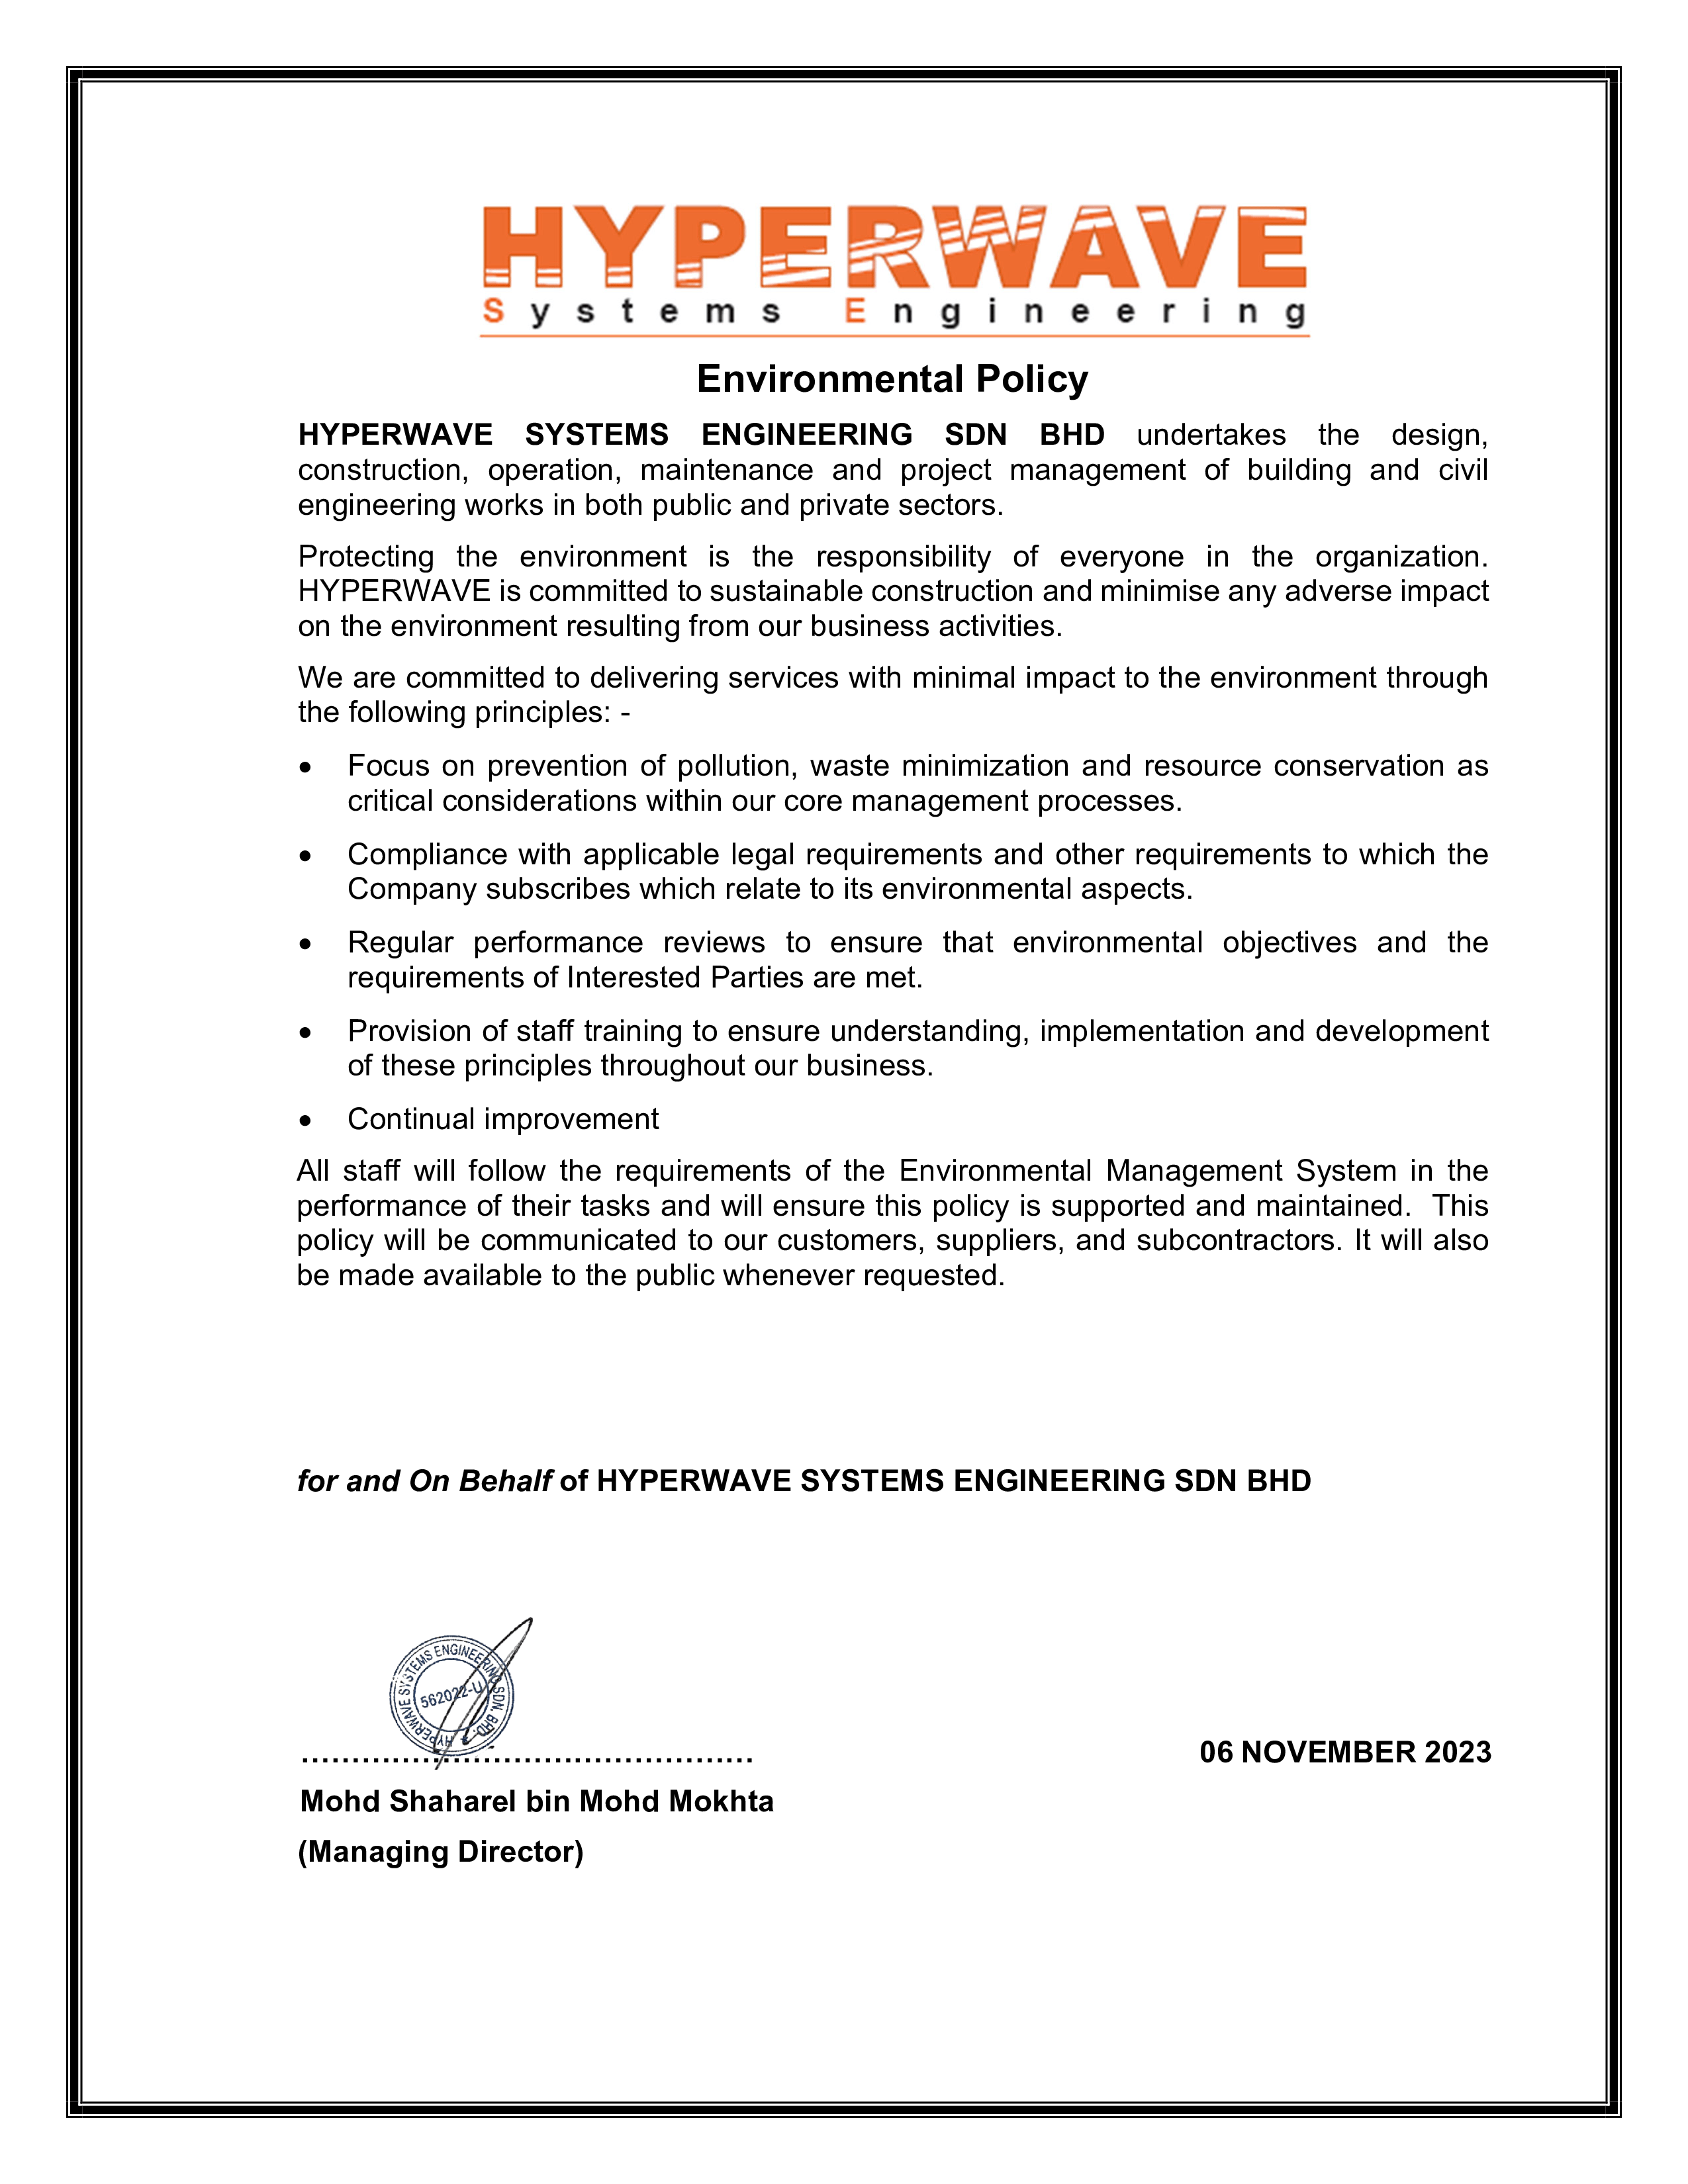 HYPERWAVE
Systems Engineering
Environmental Policy
HYPERWAVE SYSTEMS ENGINEERING SDN BHD undertakes the design,
construction, operation, maintenance and project management of building and civil
engineering works in both public and private sectors.
Protecting the environment is the responsibility of everyone in the organization.
HYPERWAVE is committed to sustainable construction and minimise any adverse impact
on the environment resulting from our business activities.
We are committed to delivering services with minimal impact to the environment through
the following principles: -
• Focus on prevention of pollution, waste minimization and resource conservation as
critical considerations within our core management processes.
• Compliance with applicable legal requirements and other requirements to which the
Company subscribes which relate to its environmental aspects.
• Regular performance reviews to ensure that environmental objectives and the
requirements of Interested Parties are met.
• Provision of staff training to ensure understanding, implementation and development
of these principles throughout our business.
• Continual improvement
All staff will follow the requirements of the Environmental Management System in the
performance of their tasks and will ensure this policy is supported and maintained. This
policy will be communicated to our customers, suppliers, and subcontractors. It will also
be made available to the public whenever requested.
for and On Behalf of HYPERWAVE SYSTEMS ENGINEERING SDN BHD
HYPERWAVE SYSTEMS ENGINEERING SDN. BHD.
562022-U
06 NOVEMBER 2023
Mohd Shaharel bin Mohd Mokhta
(Managing Director)